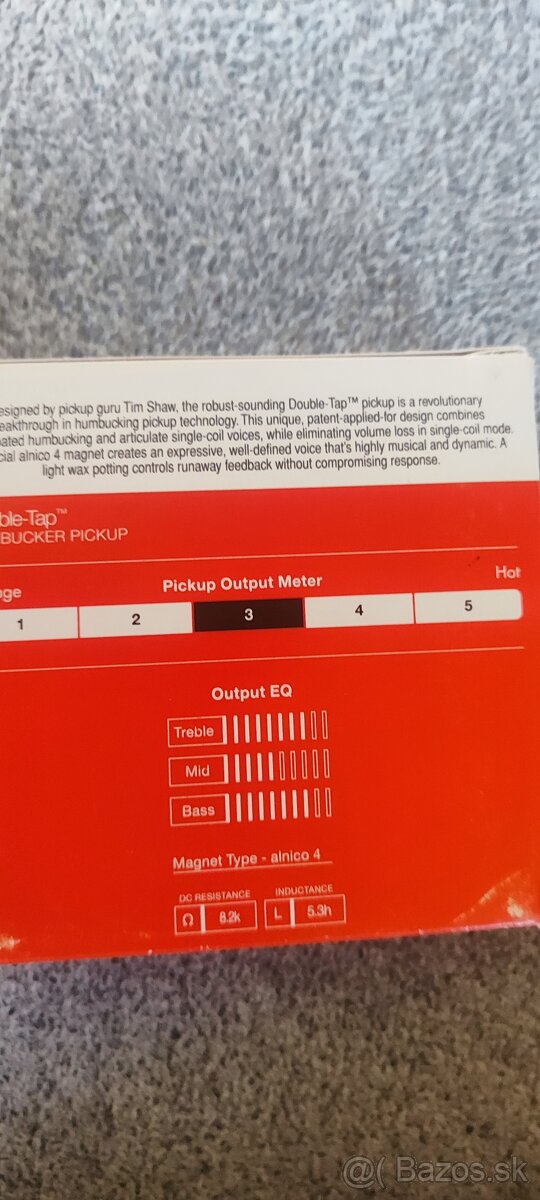 esigned by pickup guru Tim Shaw, the robust-sounding Double-Tap™ pickup is a revolutionary
eakthrough in humbucking pickup technology. This unique, patent-applied-for design combines
ated humbucking and articulate single-coil voices, while eliminating volume loss in single-coil mode.
cial alnico 4 magnet creates an expressive, well-defined voice that's highly musical and dynamic. A
light wax potting controls runaway feedback without compromising response.
ble-Tap™
BUCKER PICKUP
Pickup Output Meter
ge
Hot
1 2 3 4 5
Output EQ
Treble
Mid
Bass
Magnet Type - alnico 4
DC RESISTANCE INDUCTANCE
Ω 8.2k L 5.3h
@( Bazos.sk